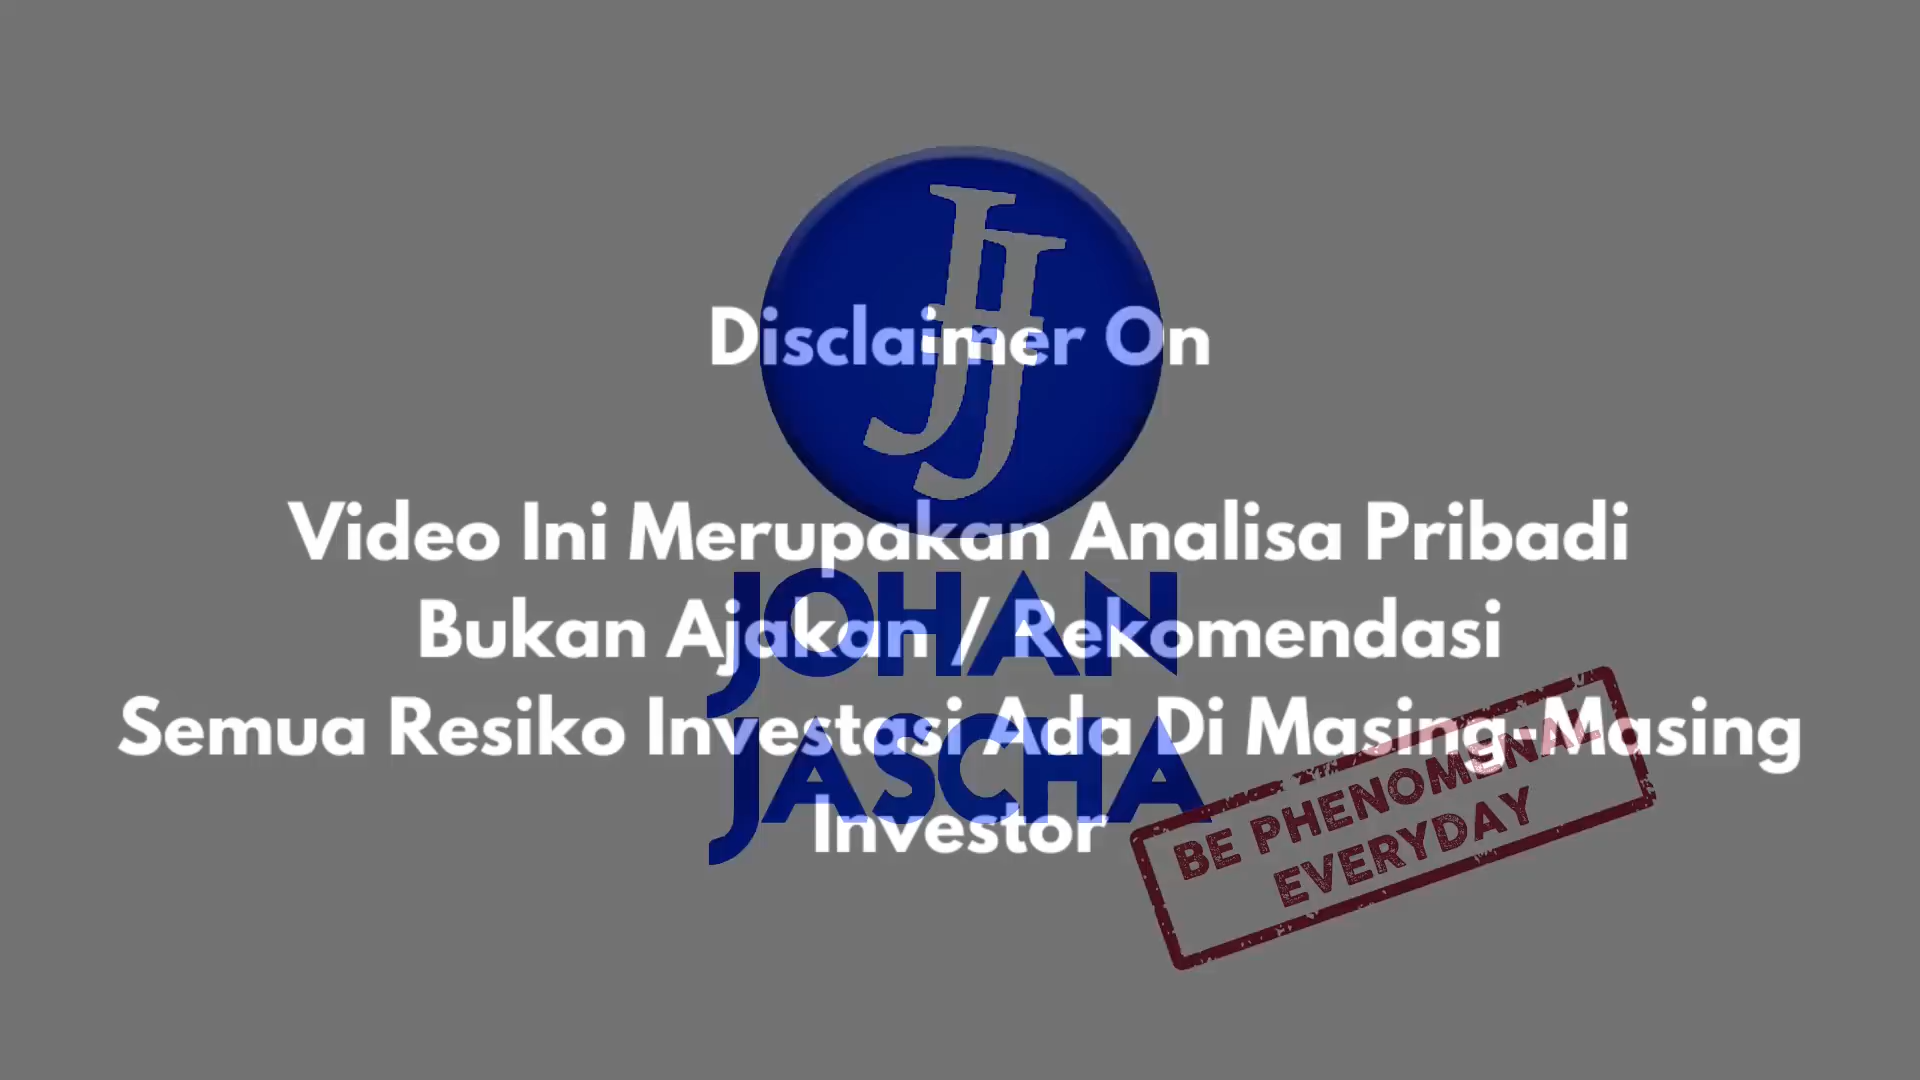 JJ
Disclaimer On
Video Ini Merupakan Analisa Pribadi
Bukan Ajakan / Rekomendasi
Semua Resiko Investasi Ada Di Masing-Masing
Investor
JOHAN
JASCHA
BE PHENOMENAL
EVERYDAY